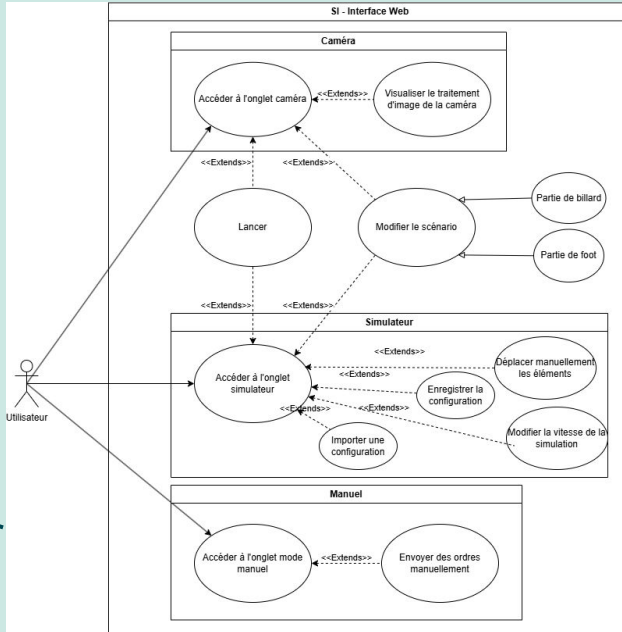 SI - Interface Web
Caméra
Accéder à l'onglet caméra
<<Extends>>
Visualiser le traitement
d'image de la caméra
<<Extends>>
<<Extends>>
Lancer
Modifier le scénario
Partie de billard
Partie de foot
<<Extends>>
<<Extends>>
Simulateur
Accéder à l'onglet
simulateur
<<Extends>>
Déplacer manuellement
les éléments
<<Extends>>
Enregistrer la
configuration
<<Extends>>
Modifier la vitesse de la
simulation
<<Extends>>
Importer une
configuration
Utilisateur
Manuel
Accéder à l'onglet mode
manuel
<<Extends>>
Envoyer des ordres
manuellement